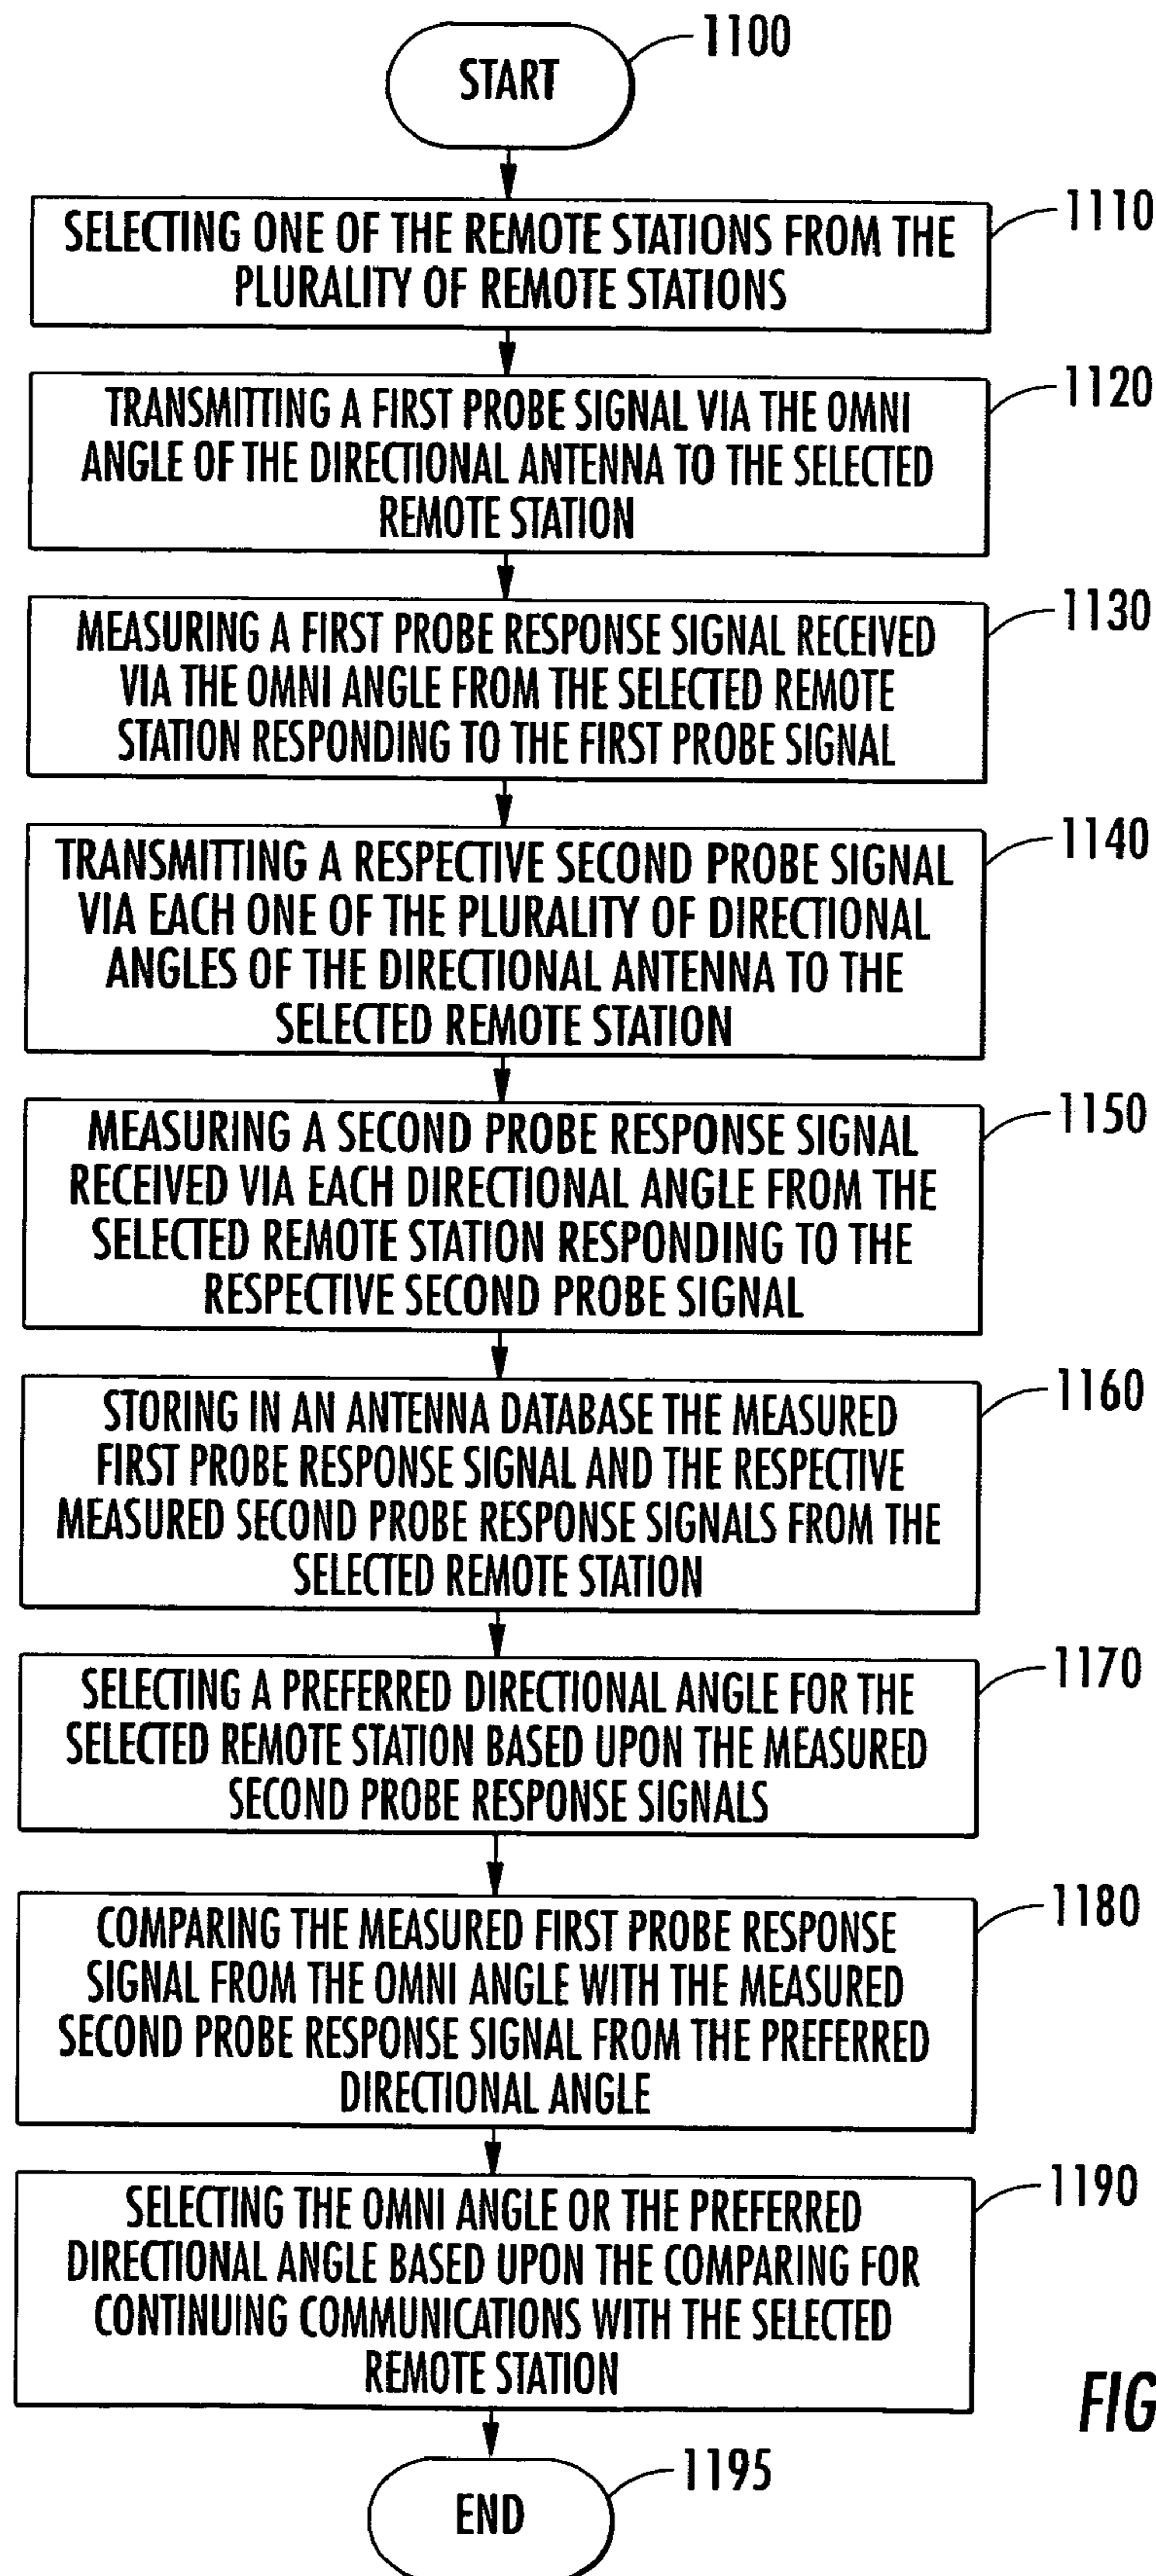 START
1100
SELECTING ONE OF THE REMOTE STATIONS FROM THE
PLURALITY OF REMOTE STATIONS
1110
TRANSMITTING A FIRST PROBE SIGNAL VIA THE OMNI
ANGLE OF THE DIRECTIONAL ANTENNA TO THE SELECTED
REMOTE STATION
1120
MEASURING A FIRST PROBE RESPONSE SIGNAL RECEIVED
VIA THE OMNI ANGLE FROM THE SELECTED REMOTE
STATION RESPONDING TO THE FIRST PROBE SIGNAL
1130
TRANSMITTING A RESPECTIVE SECOND PROBE SIGNAL
VIA EACH ONE OF THE PLURALITY OF DIRECTIONAL
ANGLES OF THE DIRECTIONAL ANTENNA TO THE
SELECTED REMOTE STATION
1140
MEASURING A SECOND PROBE RESPONSE SIGNAL
RECEIVED VIA EACH DIRECTIONAL ANGLE FROM THE
SELECTED REMOTE STATION RESPONDING TO THE
RESPECTIVE SECOND PROBE SIGNAL
1150
STORING IN AN ANTENNA DATABASE THE MEASURED
FIRST PROBE RESPONSE SIGNAL AND THE RESPECTIVE
MEASURED SECOND PROBE RESPONSE SIGNALS FROM THE
SELECTED REMOTE STATION
1160
SELECTING A PREFERRED DIRECTIONAL ANGLE FOR THE
SELECTED REMOTE STATION BASED UPON THE MEASURED
SECOND PROBE RESPONSE SIGNALS
1170
COMPARING THE MEASURED FIRST PROBE RESPONSE
SIGNAL FROM THE OMNI ANGLE WITH THE MEASURED
SECOND PROBE RESPONSE SIGNAL FROM THE PREFERRED
DIRECTIONAL ANGLE
1180
SELECTING THE OMNI ANGLE OR THE PREFERRED
DIRECTIONAL ANGLE BASED UPON THE COMPARING FOR
CONTINUING COMMUNICATIONS WITH THE SELECTED
REMOTE STATION
1190
FIG
END
1195